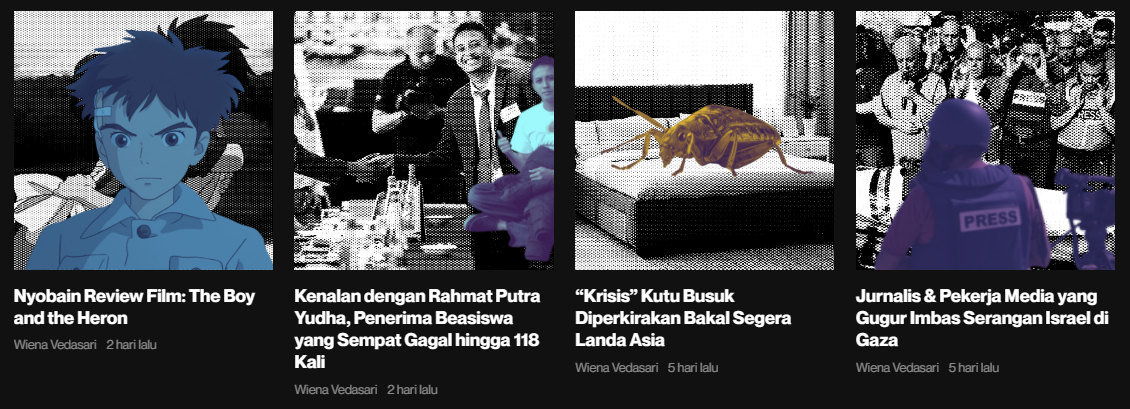 Nyobain Review Film: The Boy
and the Heron
Wiena Vedasari 2 hari lalu
Kenalan dengan Rahmat Putra
Yudha, Penerima Beasiswa
yang Sempat Gagal hingga 118
Kali
Wiena Vedasari 2 hari lalu
“Krisis” Kutu Busuk
Diperkirakan Bakal Segera
Landa Asia
Wiena Vedasari 5 hari lalu
PRESS
PRESS
PRESS
Jurnalis & Pekerja Media yang
Gugur Imbas Serangan Israel di
Gaza
Wiena Vedasari 5 hari lalu